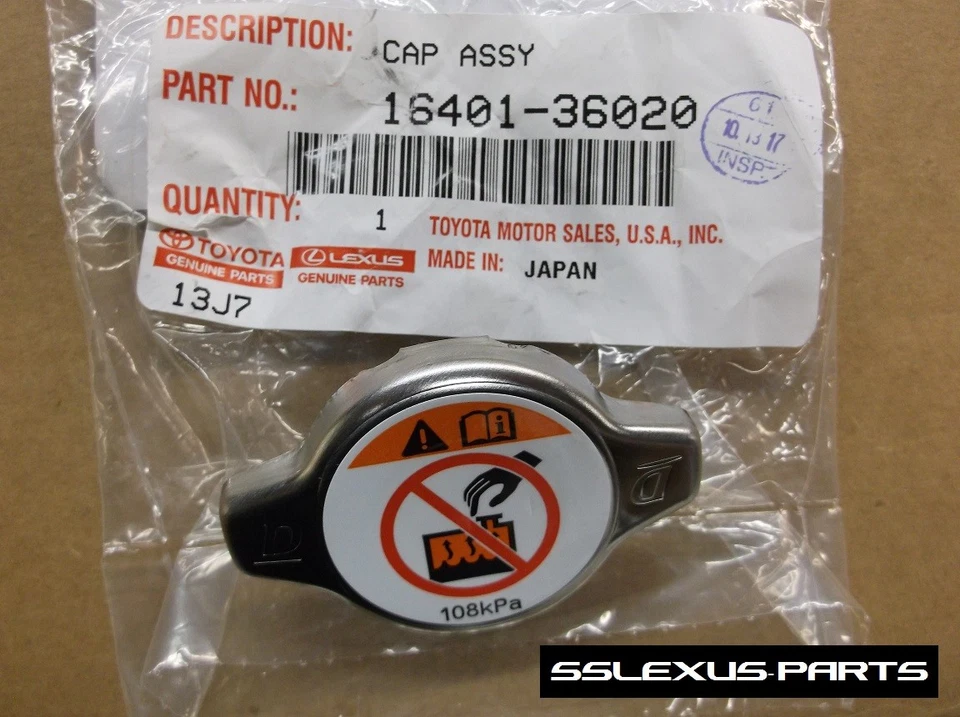 DESCRIPTION: CAP ASSY
PART NO.: 16401-36020
61
10.13.17
INSP.
QUANTITY: 1
TOYOTA MOTOR SALES, U.S.A., INC.
MADE IN: JAPAN
TOYOTA
GENUINE PARTS
LEXUS
GENUINE PARTS
13J7
108kPa
SSLEXUS-PARTS